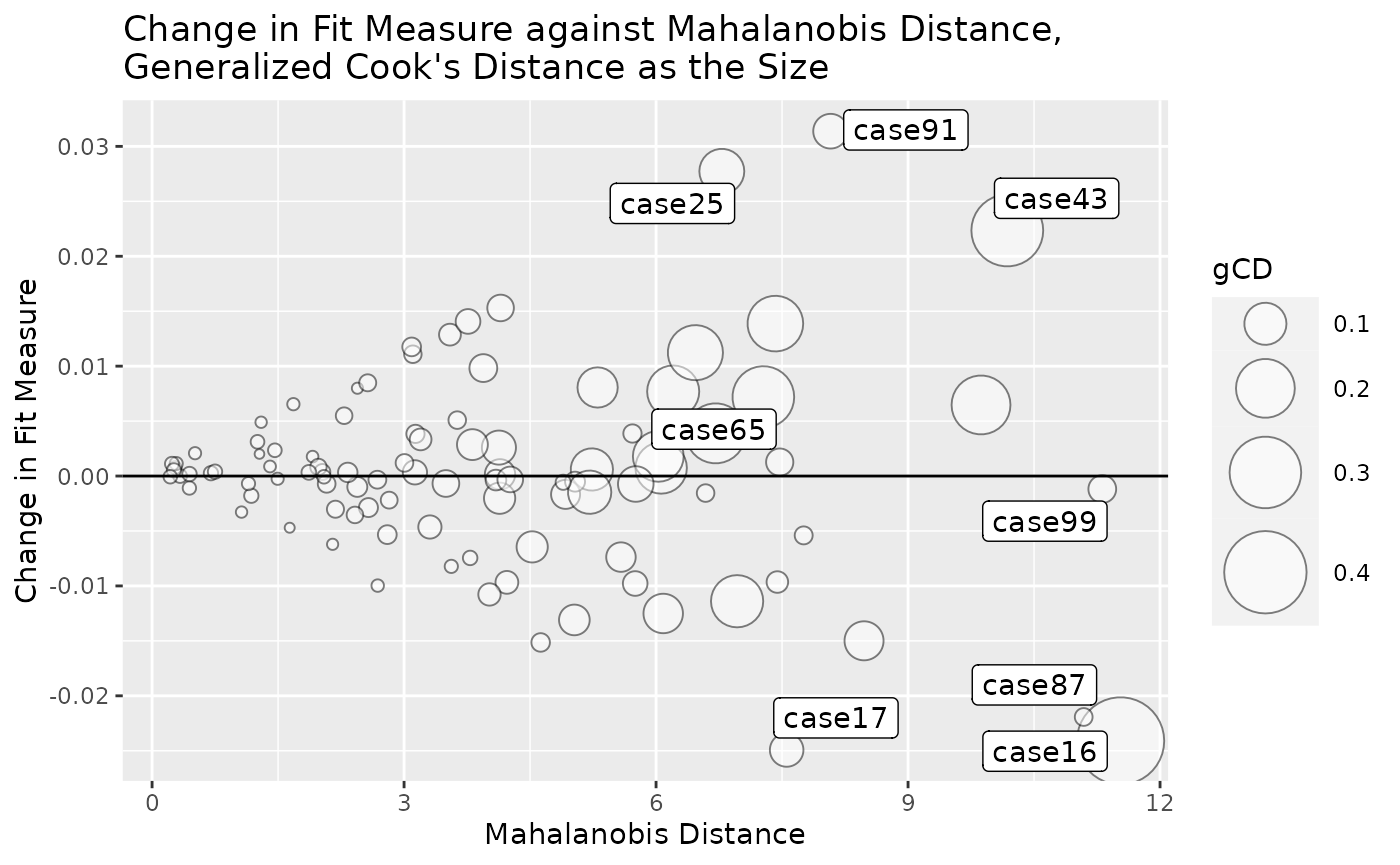 Change in Fit Measure against Mahalanobis Distance,
Generalized Cook's Distance as the Size
Change in Fit Measure
0.03
0.02
0.01
0.00
-0.01
-0.02
case91
case25
case43
case65
case99
case87
case17
case16
0
3
6
9
12
Mahalanobis Distance
gCD
0.1
0.2
0.3
0.4